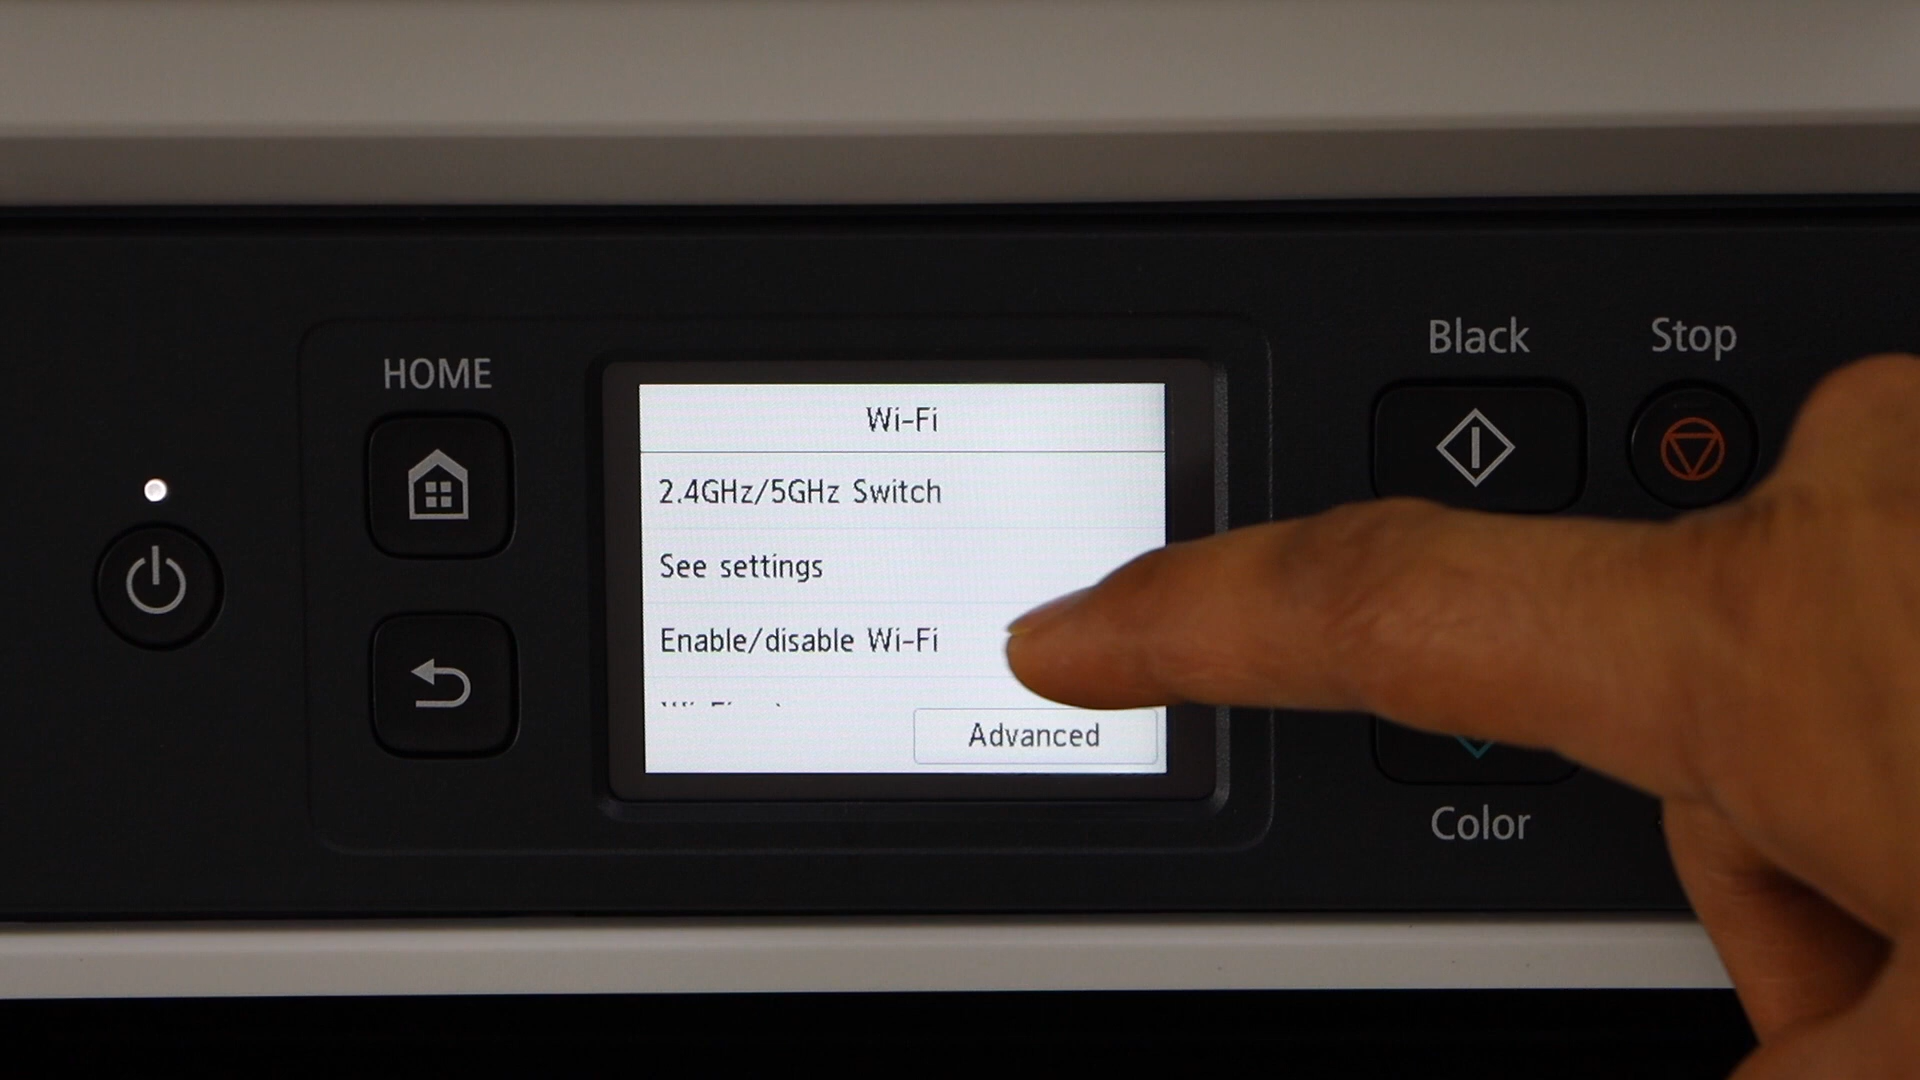 HOME
Wi-Fi
2.4GHz/5GHz Switch
See settings
Enable/disable Wi-Fi
Advanced
Black
Stop
Color